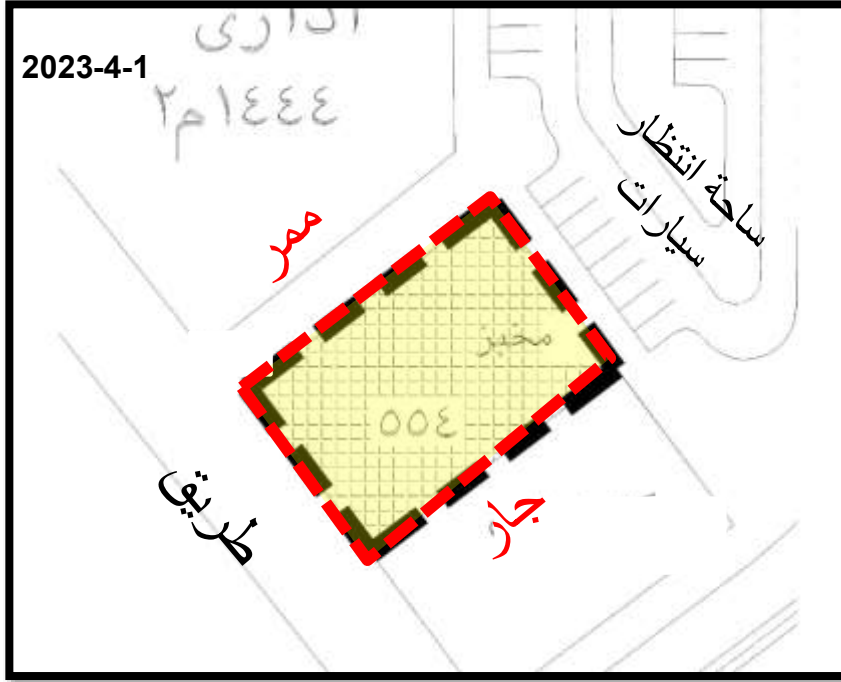 اداری
2023-4-1
١٤٤٤م٢
ساحة انتظار
سيارات
ممر
مخبز
٥٥٤
طريق
جار